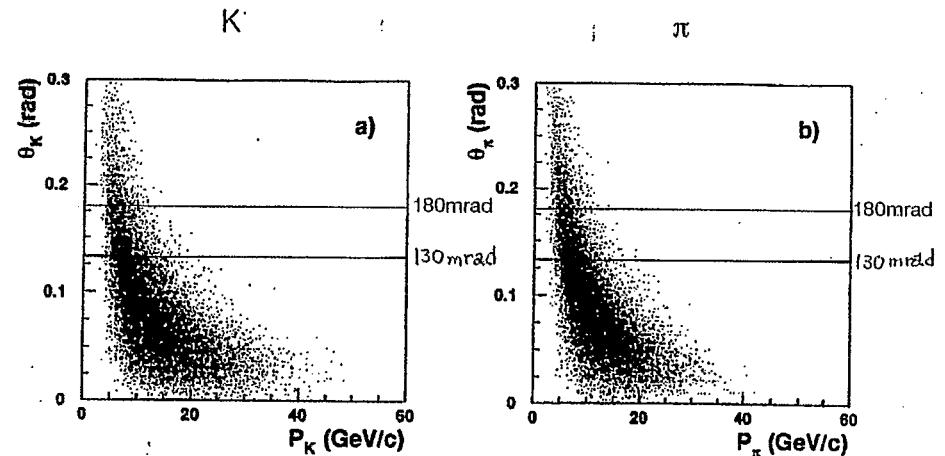 K π
0.3
θK (rad)
a)
0.2
180mrad
130mrad
0.1
0
0 20 40 60
PK (GeV/c)
0.3
θπ (rad)
b)
0.2
180mrad
130mrad
0.1
0
0 20 40 60
Pπ (GeV/c)